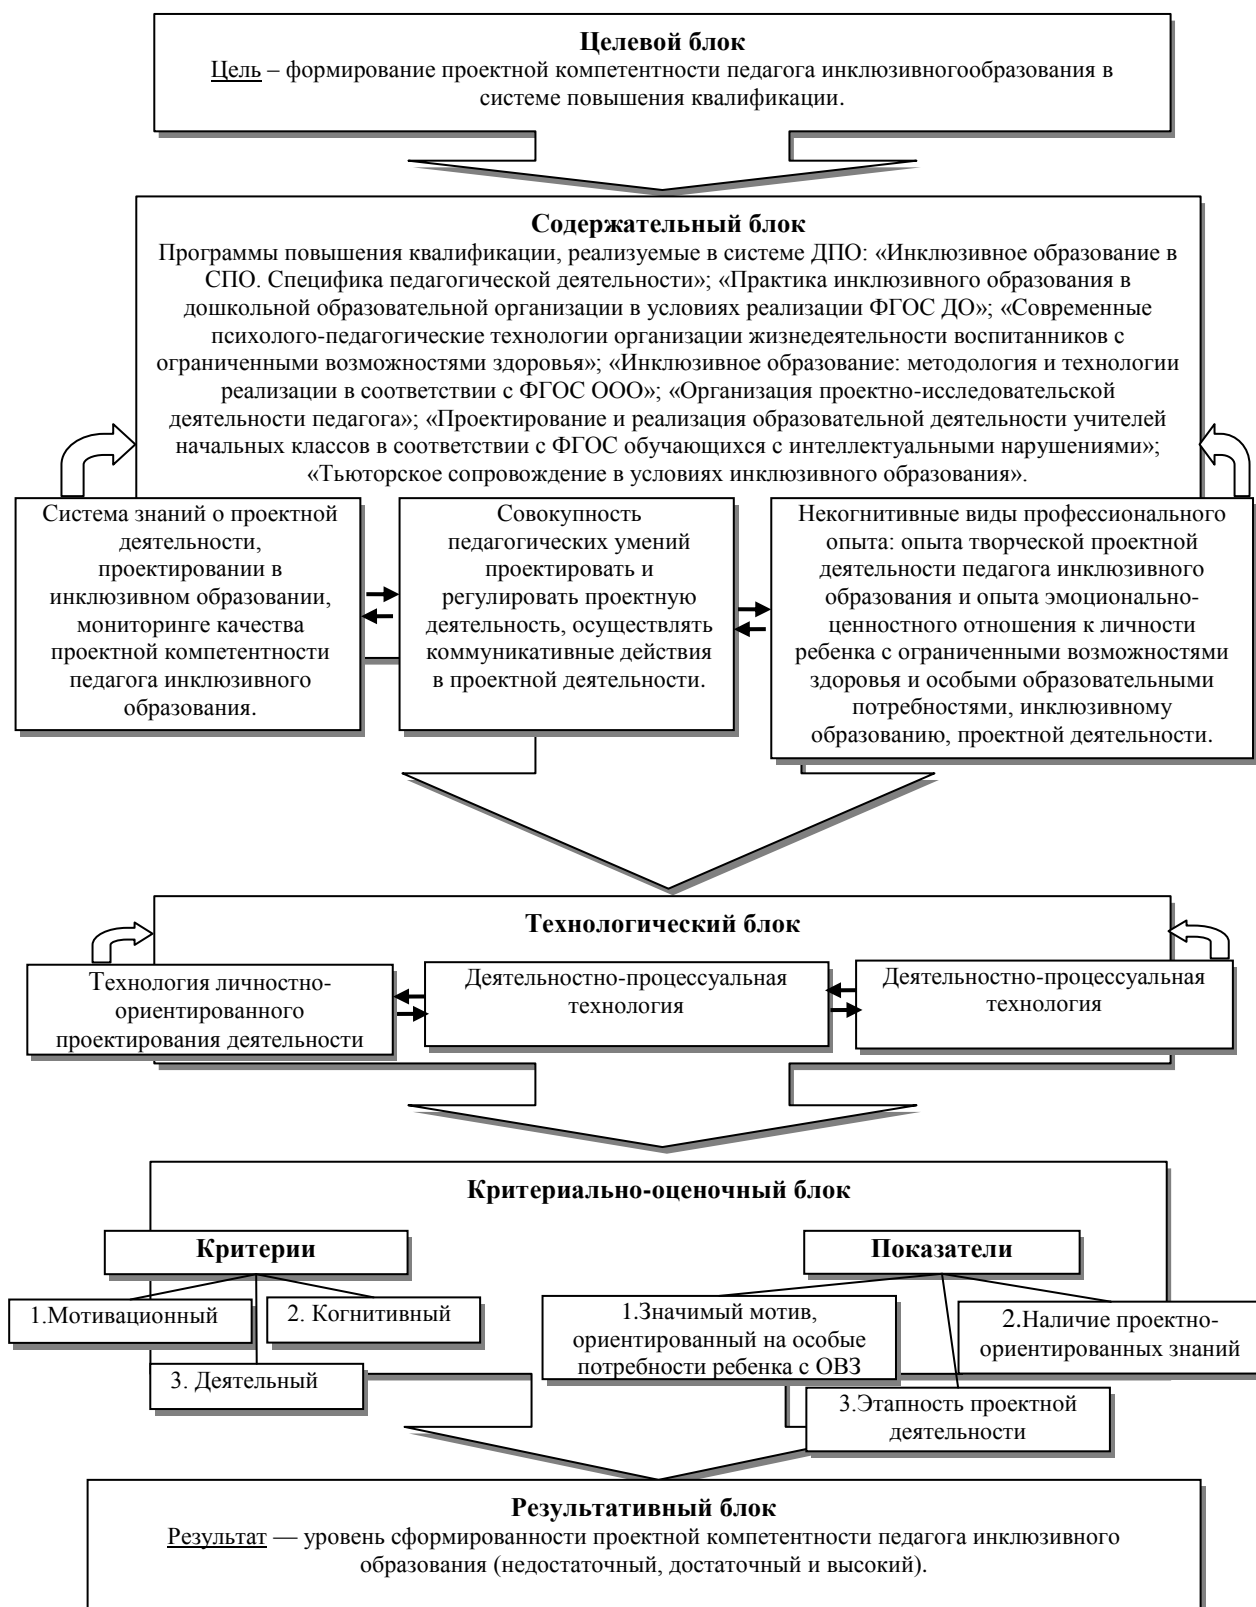 Целевой блок
Цель – формирование проектной компетентности педагога инклюзивногообразования в
системе повышения квалификации.
Содержательный блок
Программы повышения квалификации, реализуемые в системе ДПО: «Инклюзивное образование в
СПО. Специфика педагогической деятельности»; «Практика инклюзивного образования в
дошкольной образовательной организации в условиях реализации ФГОС ДО»; «Современные
психолого-педагогические технологии организации жизнедеятельности воспитанников с
ограниченными возможностями здоровья»; «Инклюзивное образование: методология и технологии
реализации в соответствии с ФГОС ООО»; «Организация проектно-исследовательской
деятельности педагога»; «Проектирование и реализация образовательной деятельности учителей
начальных классов в соответствии с ФГОС обучающихся с интеллектуальными нарушениями»;
«Тьюторское сопровождение в условиях инклюзивного образования».
Система знаний о проектной
деятельности,
проектировании в
инклюзивном образовании,
мониторинге качества
проектной компетентности
педагога инклюзивного
образования.
Совокупность
педагогических умений
проектировать и
регулировать проектную
деятельность, осуществлять
коммуникативные действия
в проектной деятельности.
Некогнитивные виды профессионального
опыта: опыта творческой проектной
деятельности педагога инклюзивного
образования и опыта эмоционально-
ценностного отношения к личности
ребенка с ограниченными возможностями
здоровья и особыми образовательными
потребностями, инклюзивному
образованию, проектной деятельности.
Технологический блок
Технология личностно-
ориентированного
проектирования деятельности
Деятельностно-процессуальная
технология
Деятельностно-процессуальная
технология
Критериально-оценочный блок
Критерии
1.Мотивационный
2. Когнитивный
3. Деятельный
Показатели
1.Значимый мотив,
ориентированный на особые
потребности ребенка с ОВЗ
2.Наличие проектно-
ориентированных знаний
3.Этапность проектной
деятельности
Результативный блок
Результат — уровень сформированности проектной компетентности педагога инклюзивного
образования (недостаточный, достаточный и высокий).